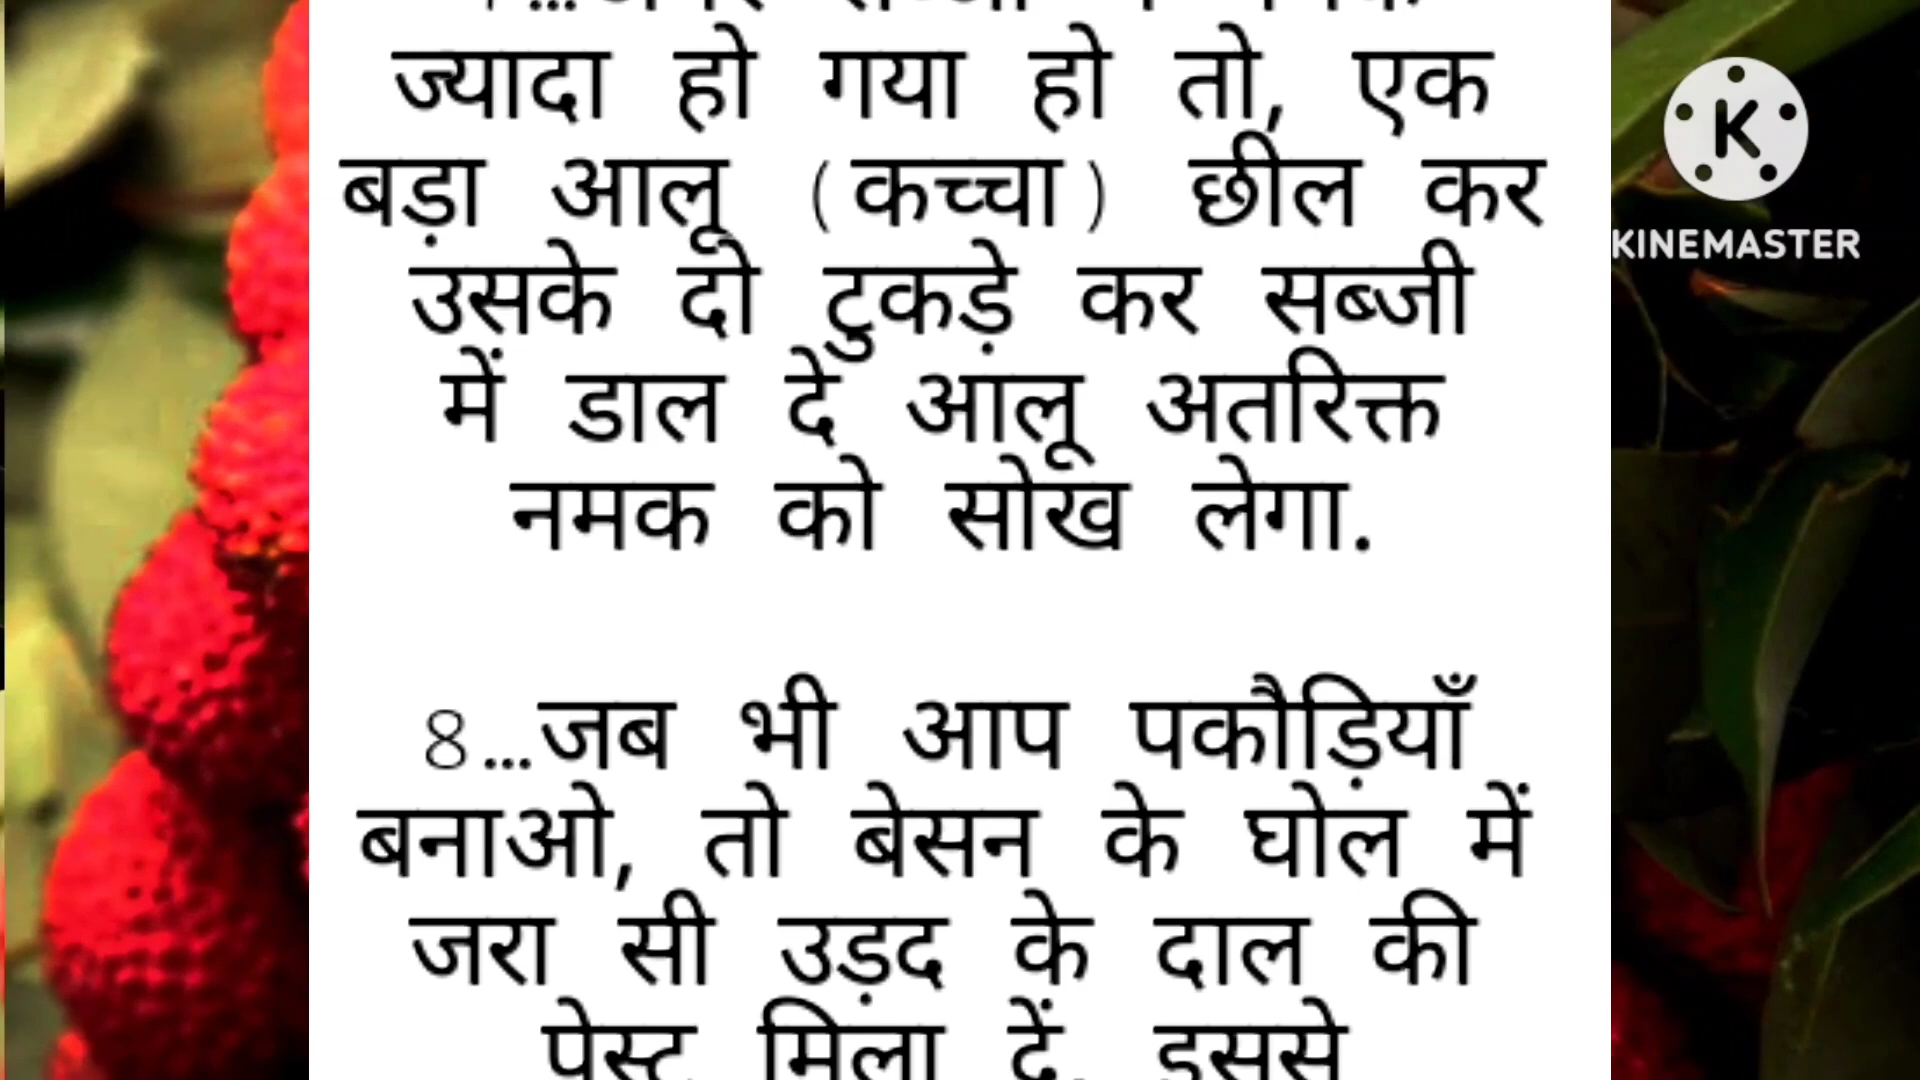 ज्यादा हो गया हो तो, एक
बड़ा आलू (कच्चा) छील कर
उसके दो टुकड़े कर सब्जी
में डाल दे आलू अतरिक्त
नमक को सोख लेगा.
8...जब भी आप पकौड़ियाँ
बनाओ, तो बेसन के घोल में
जरा सी उड़द के दाल की
पेस्ट मिला दें, इससे
K
KINEMASTER